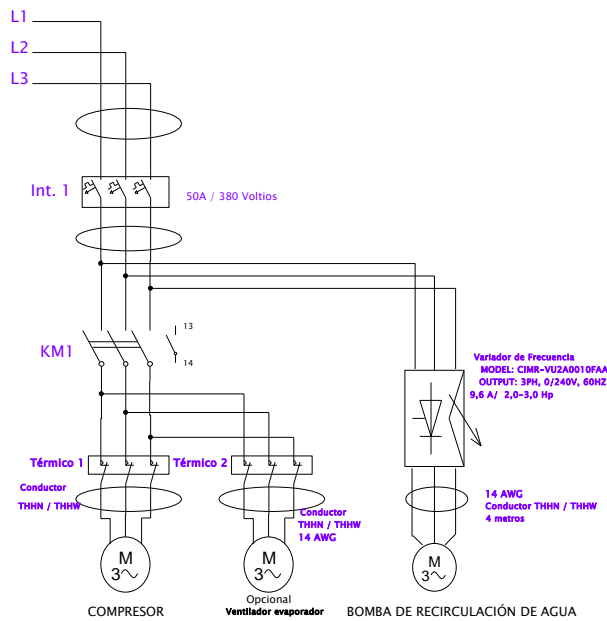 L1
L2
L3
Int. 1
50A / 380 Voltios
13
KM1
14
Variador de Frecuencia
MODEL: CIMR-VU2A0010FAA
OUTPUT: 3PH, 0/240V, 60HZ
9,6 A/ 2,0-3,0 Hp
Térmico 1
Térmico 2
Conductor
THHN / THHW
Conductor
THHN / THHW
14 AWG
14 AWG
Conductor THHN / THHW
4 metros
M
3
M
3
M
3
COMPRESOR
Opcional
Ventilador evaporador
BOMBA DE RECIRCULACIÓN DE AGUA